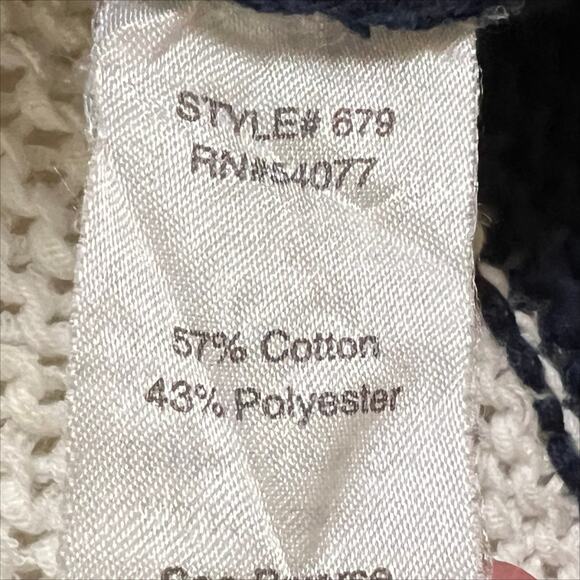 STYLE# 679
RN#54077
57% Cotton
43% Polyester